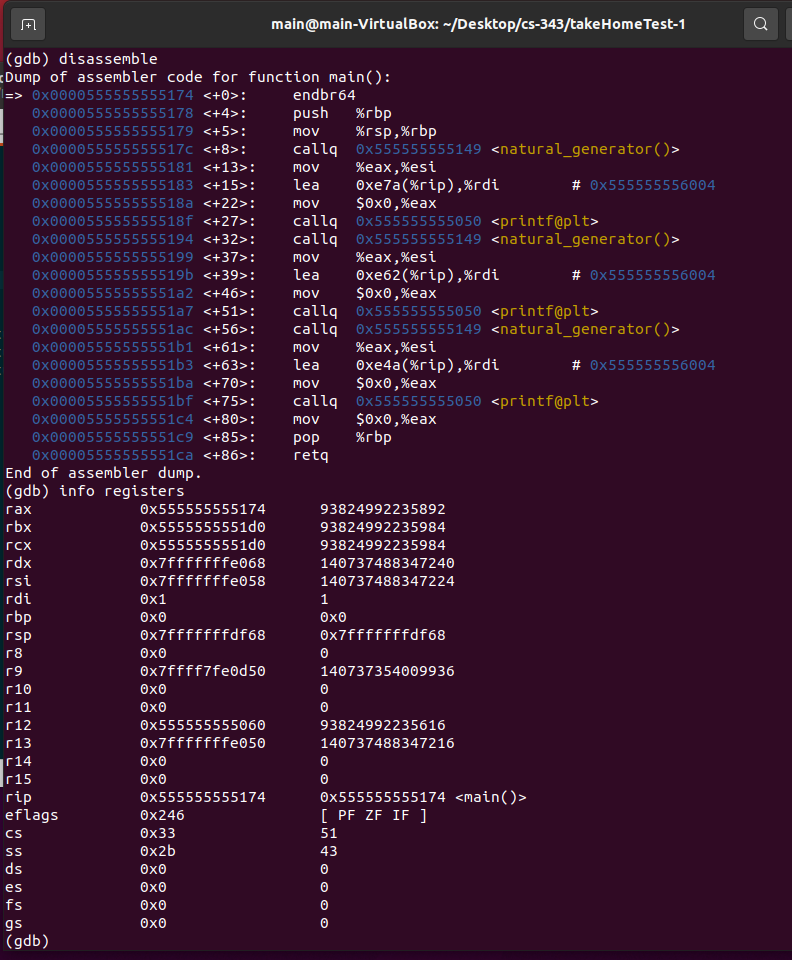 main@main-VirtualBox: ~/Desktop/cs-343/takeHomeTest-1
(gdb) disassemble
Dump of assembler code for function main():
=> 0x0000555555555174 <+0>:     endbr64
   0x0000555555555178 <+4>:     push   %rbp
   0x0000555555555179 <+5>:     mov    %rsp,%rbp
   0x000055555555517c <+8>:     callq  0x555555555149 <natural_generator()>
   0x0000555555555181 <+13>:    mov    %eax,%esi
   0x0000555555555183 <+15>:    lea    0xe7a(%rip),%rdi        # 0x555555556004
   0x000055555555518a <+22>:    mov    $0x0,%eax
   0x000055555555518f <+27>:    callq  0x555555555050 <printf@plt>
   0x0000555555555194 <+32>:    callq  0x555555555149 <natural_generator()>
   0x0000555555555199 <+37>:    mov    %eax,%esi
   0x000055555555519b <+39>:    lea    0xe62(%rip),%rdi        # 0x555555556004
   0x00005555555551a2 <+46>:    mov    $0x0,%eax
   0x00005555555551a7 <+51>:    callq  0x555555555050 <printf@plt>
   0x00005555555551ac <+56>:    callq  0x555555555149 <natural_generator()>
   0x00005555555551b1 <+61>:    mov    %eax,%esi
   0x00005555555551b3 <+63>:    lea    0xe4a(%rip),%rdi        # 0x555555556004
   0x00005555555551ba <+70>:    mov    $0x0,%eax
   0x00005555555551bf <+75>:    callq  0x555555555050 <printf@plt>
   0x00005555555551c4 <+80>:    mov    $0x0,%eax
   0x00005555555551c9 <+85>:    pop    %rbp
   0x00005555555551ca <+86>:    retq
End of assembler dump.
(gdb) info registers
rax            0x555555555174      93824992235892
rbx            0x5555555551d0      93824992235984
rcx            0x5555555551d0      93824992235984
rdx            0x7fffffffe068      140737488347240
rsi            0x7fffffffe058      140737488347224
rdi            0x1                 1
rbp            0x0                 0x0
rsp            0x7fffffffdf68      0x7fffffffdf68
r8             0x0                 0
r9             0x7ffff7fe0d50      140737354009936
r10            0x0                 0
r11            0x0                 0
r12            0x555555555060      93824992235616
r13            0x7fffffffe050      140737488347216
r14            0x0                 0
r15            0x0                 0
rip            0x555555555174      0x555555555174 <main()>
eflags         0x246               [ PF ZF IF ]
cs             0x33                51
ss             0x2b                43
ds             0x0                 0
es             0x0                 0
fs             0x0                 0
gs             0x0                 0
(gdb)